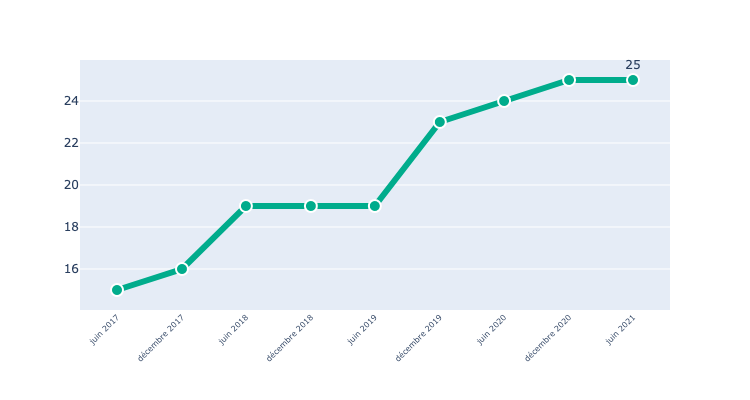 25
24
22
20
18
16
juin 2017
décembre 2017
juin 2018
décembre 2018
juin 2019
décembre 2019
juin 2020
décembre 2020
juin 2021